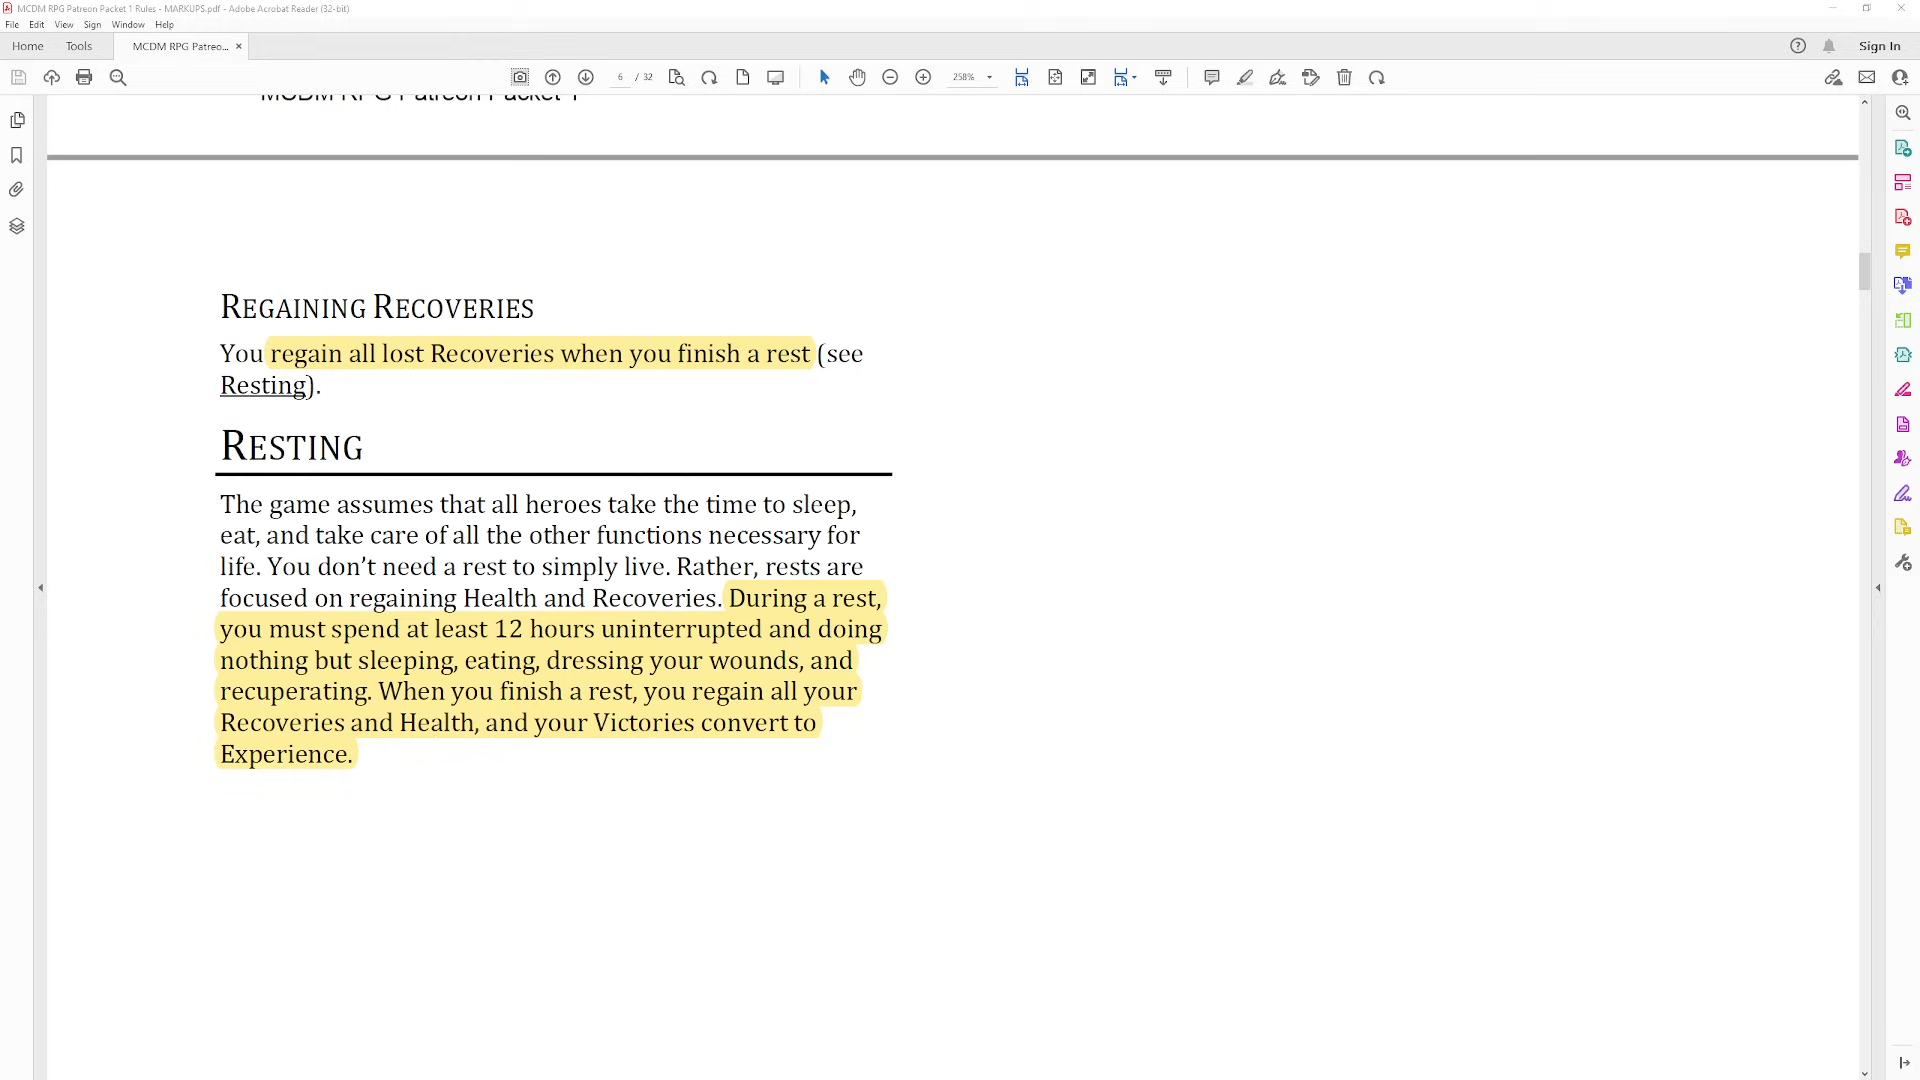 MCDM RPG Patreon Packet 1 Rules - MARKUPS.pdf - Adobe Acrobat Reader (32-bit)
File Edit View Sign Window Help
Home Tools MCDM RPG Patreo... × Sign In
6 / 32 258%
MCDM RPG Patreon Packet 1
REGAINING RECOVERIES
You regain all lost Recoveries when you finish a rest (see
Resting).
RESTING
The game assumes that all heroes take the time to sleep,
eat, and take care of all the other functions necessary for
life. You don’t need a rest to simply live. Rather, rests are
focused on regaining Health and Recoveries. During a rest,
you must spend at least 12 hours uninterrupted and doing
nothing but sleeping, eating, dressing your wounds, and
recuperating. When you finish a rest, you regain all your
Recoveries and Health, and your Victories convert to
Experience.